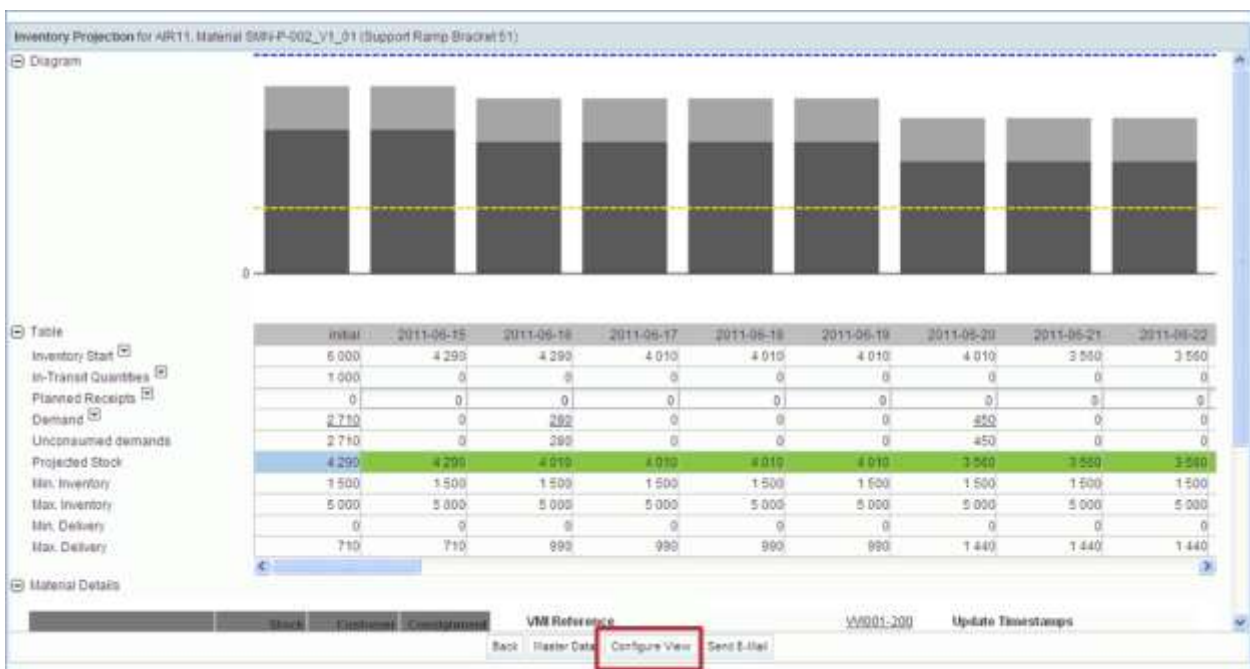 Inventory Projection for AIR11, Material SMN-P-002_V1_01 (Support Ramp Bracket 51)
Diagram
0
Table initial 2011-06-15 2011-06-16 2011-06-17 2011-06-18 2011-06-19 2011-06-20 2011-06-21 2011-06-22
Inventory Start 6 000 4 290 4 290 4 010 4 010 4 010 4 010 3 560 3 560
In-Transit Quantities 1 000 0 0 0 0 0 0 0 0
Planned Receipts 0 0 0 0 0 0 0 0 0
Demand 2 710 0 280 0 0 0 450 0 0
Unconsumed demands 2 710 0 280 0 0 0 450 0 0
Projected Stock 4 290 4 290 4 010 4 010 4 010 4 010 3 560 3 560 3 560
Min. Inventory 1 500 1 500 1 500 1 500 1 500 1 500 1 500 1 500 1 500
Max. Inventory 5 000 5 000 5 000 5 000 5 000 5 000 5 000 5 000 5 000
Min. Delivery 0 0 0 0 0 0 0 0 0
Max. Delivery 710 710 990 990 990 990 1 440 1 440 1 440
Material Details
Stock Customer Consignment VMI Reference VVI001-200 Update Timestamps
Back Master Data Configure View Send E-Mail